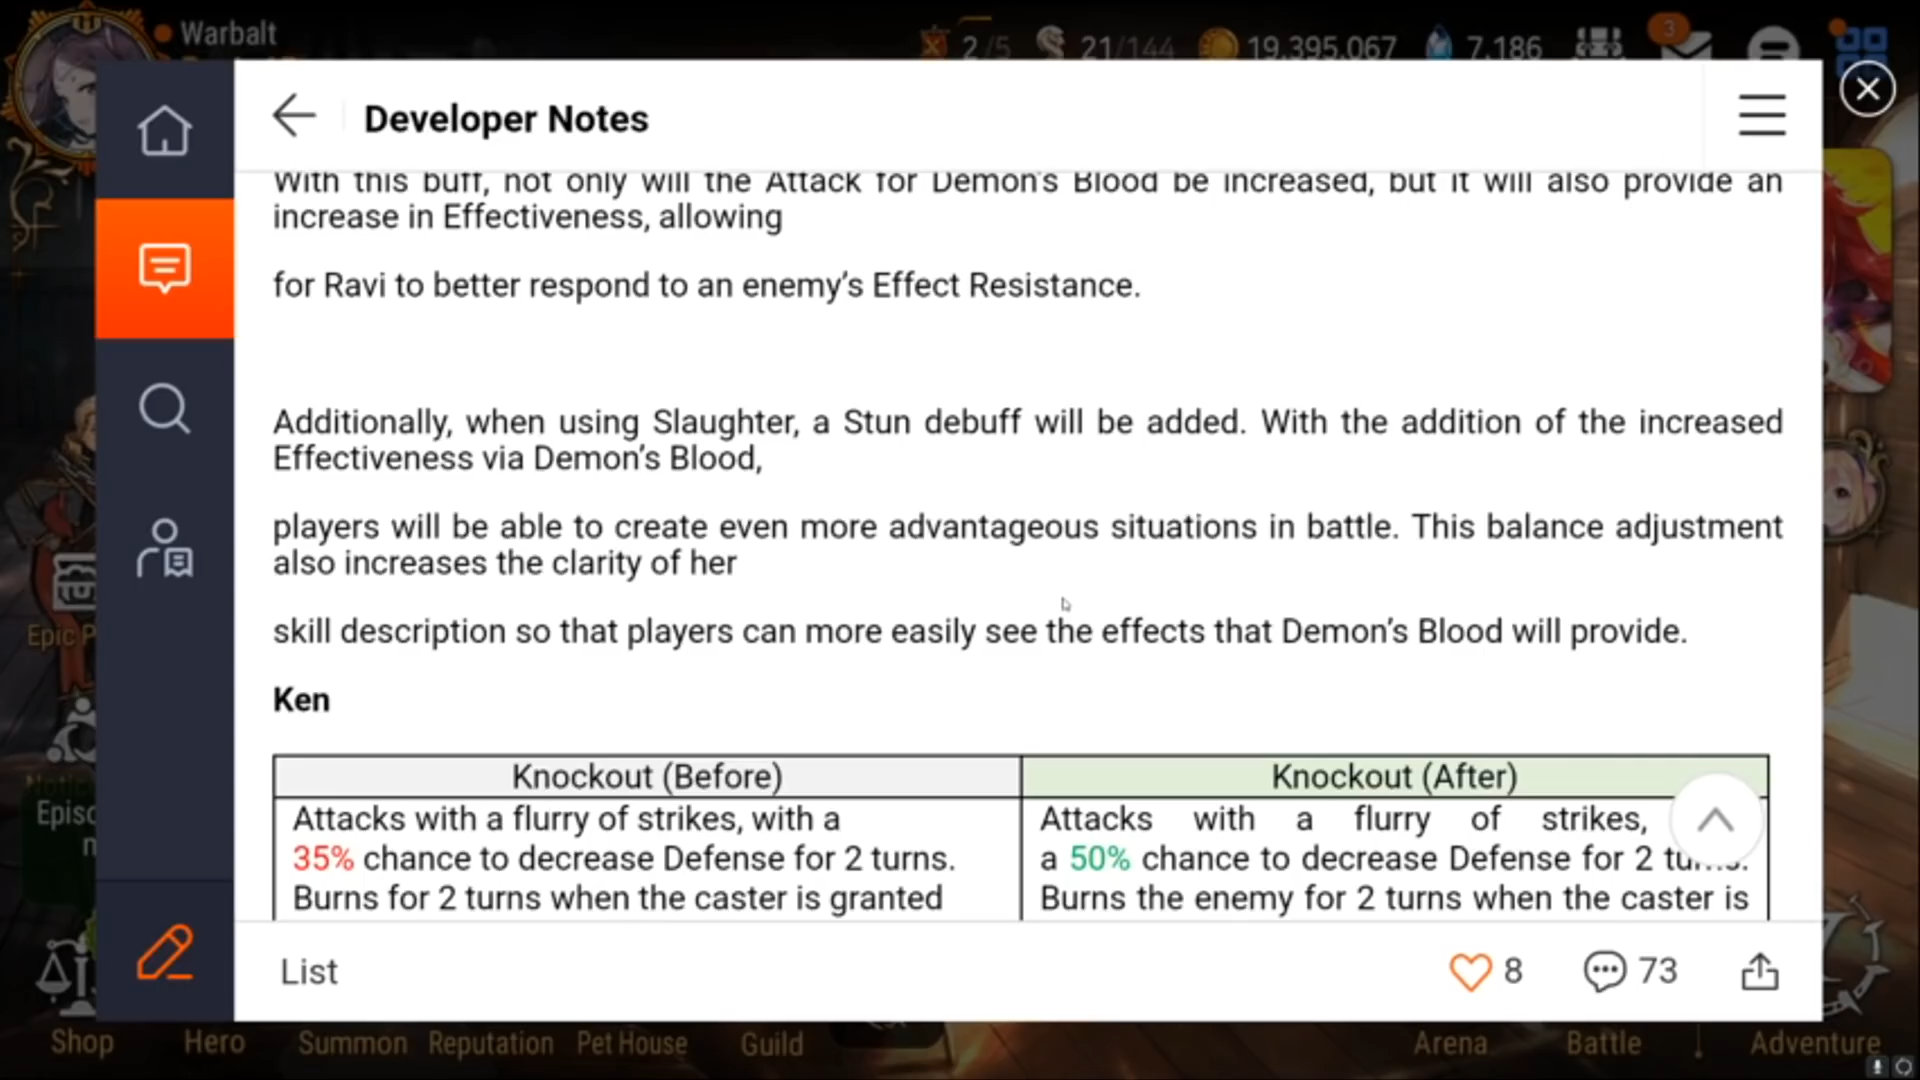 Warbalt
2/5
21/144
19,395,067
7,186
3
Developer Notes
With this buff, not only will the Attack for Demon's Blood be increased, but it will also provide an
increase in Effectiveness, allowing
for Ravi to better respond to an enemy's Effect Resistance.
Additionally, when using Slaughter, a Stun debuff will be added. With the addition of the increased
Effectiveness via Demon's Blood,
players will be able to create even more advantageous situations in battle. This balance adjustment
also increases the clarity of her
skill description so that players can more easily see the effects that Demon's Blood will provide.
Ken
Knockout (Before)
Attacks with a flurry of strikes, with a
35% chance to decrease Defense for 2 turns.
Burns for 2 turns when the caster is granted
Knockout (After)
Attacks with a flurry of strikes,
a 50% chance to decrease Defense for 2
Burns the enemy for 2 turns when the caster is
Epic
List
8
73
Shop
Hero
Summon
Reputation
Pet House
Guild
Arena
Battle
Adventure